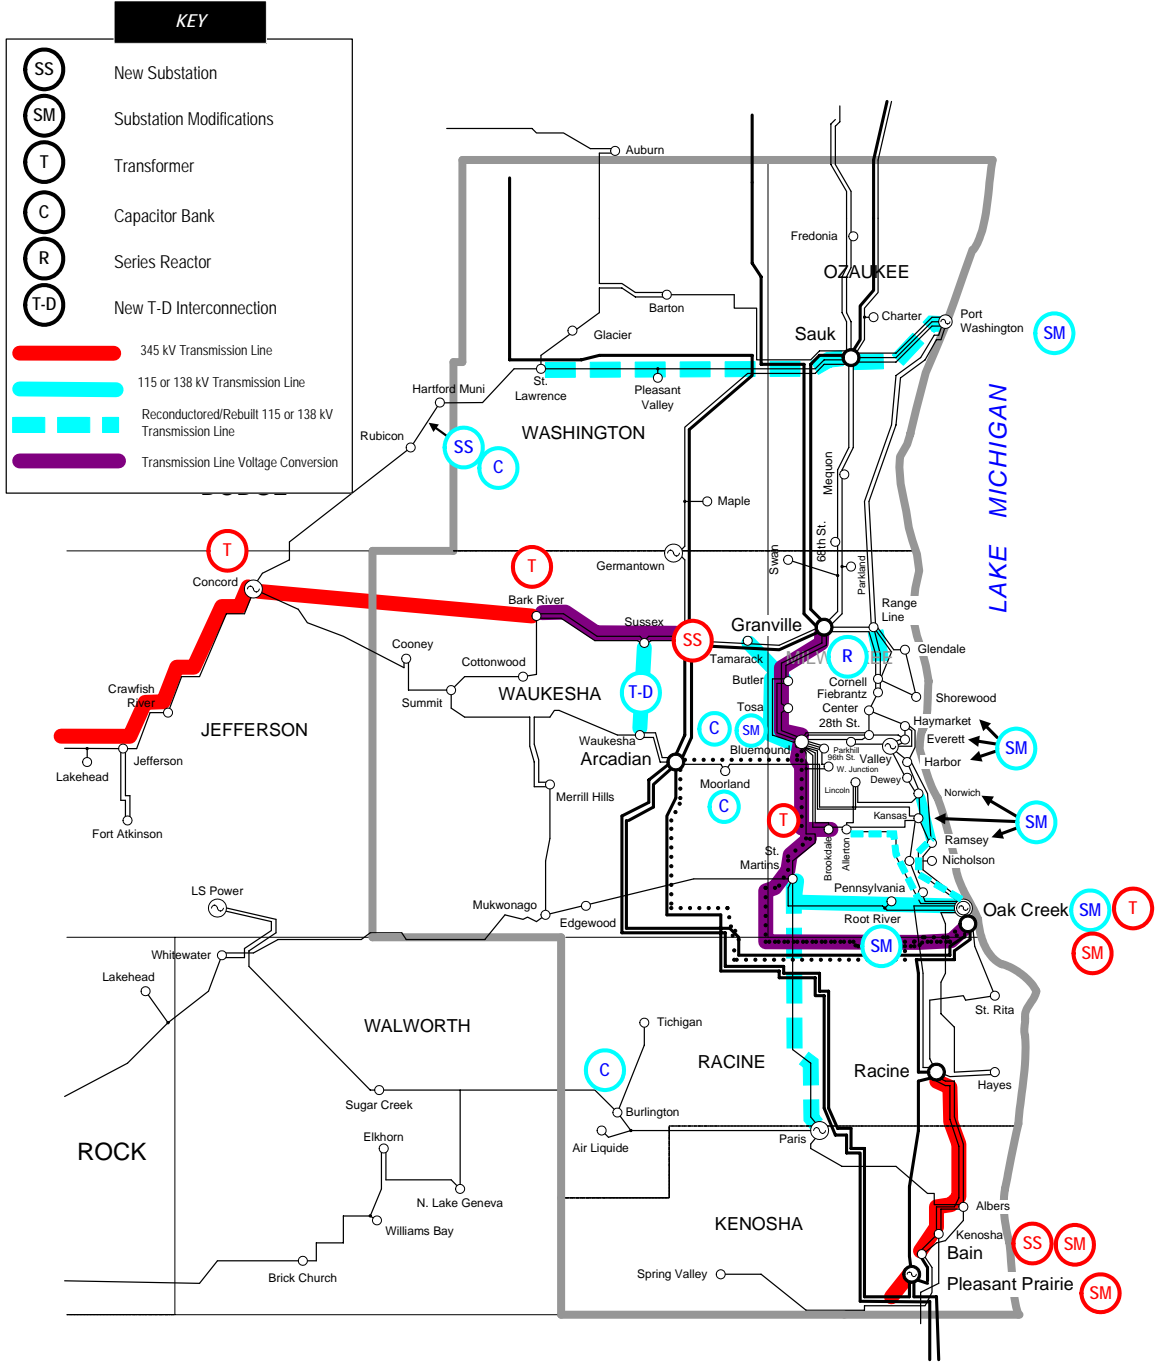 KEY
SS
New Substation
SM
Substation Modifications
T
Transformer
C
Capacitor Bank
R
Series Reactor
T-D
New T-D Interconnection
345 kV Transmission Line
115 or 138 kV Transmission Line
Reconductored/Rebuilt 115 or 138 kV
Transmission Line
Transmission Line Voltage Conversion
Auburn
Fredonia
OZAUKEE
Barton
Charter
Port
Washington
SM
Glacier
Sauk
St.
Lawrence
Pleasant
Valley
Hartford Muni
Rubicon
SS
C
WASHINGTON
LAKE MICHIGAN
Mequon
Maple
68th St.
Swan
Parkland
T
T
Germantown
Concord
Bark River
Sussex
SS
Granville
Range
Line
Tamarack
R
Glendale
Cooney
Cottonwood
Summit
WAUKESHA
T-D
Butler
Cornell
Fiebrantz
Center
Shorewood
Crawfish
River
JEFFERSON
Tosa
28th St.
Haymarket
C
SM
Waukesha
Bluemound
Everett
SM
Arcadian
Parkhill
96th St.
Valley
W. Junction
Harbor
Lakehead
Jefferson
Moorland
Dewey
Merrill Hills
C
Lincoln
Norwich
Fort Atkinson
T
Kansas
SM
St.
Martins
Brookdale
Allerton
Ramsey
Nicholson
LS Power
Pennsylvania
Mukwonago
Edgewood
Root River
Oak Creek
SM
T
SM
SM
Whitewater
Lakehead
St. Rita
WALWORTH
Tichigan
RACINE
Racine
C
Hayes
Sugar Creek
Burlington
ROCK
Elkhorn
Air Liquide
Paris
N. Lake Geneva
Albers
Williams Bay
KENOSHA
Kenosha
SS
SM
Bain
Brick Church
Spring Valley
Pleasant Prairie
SM